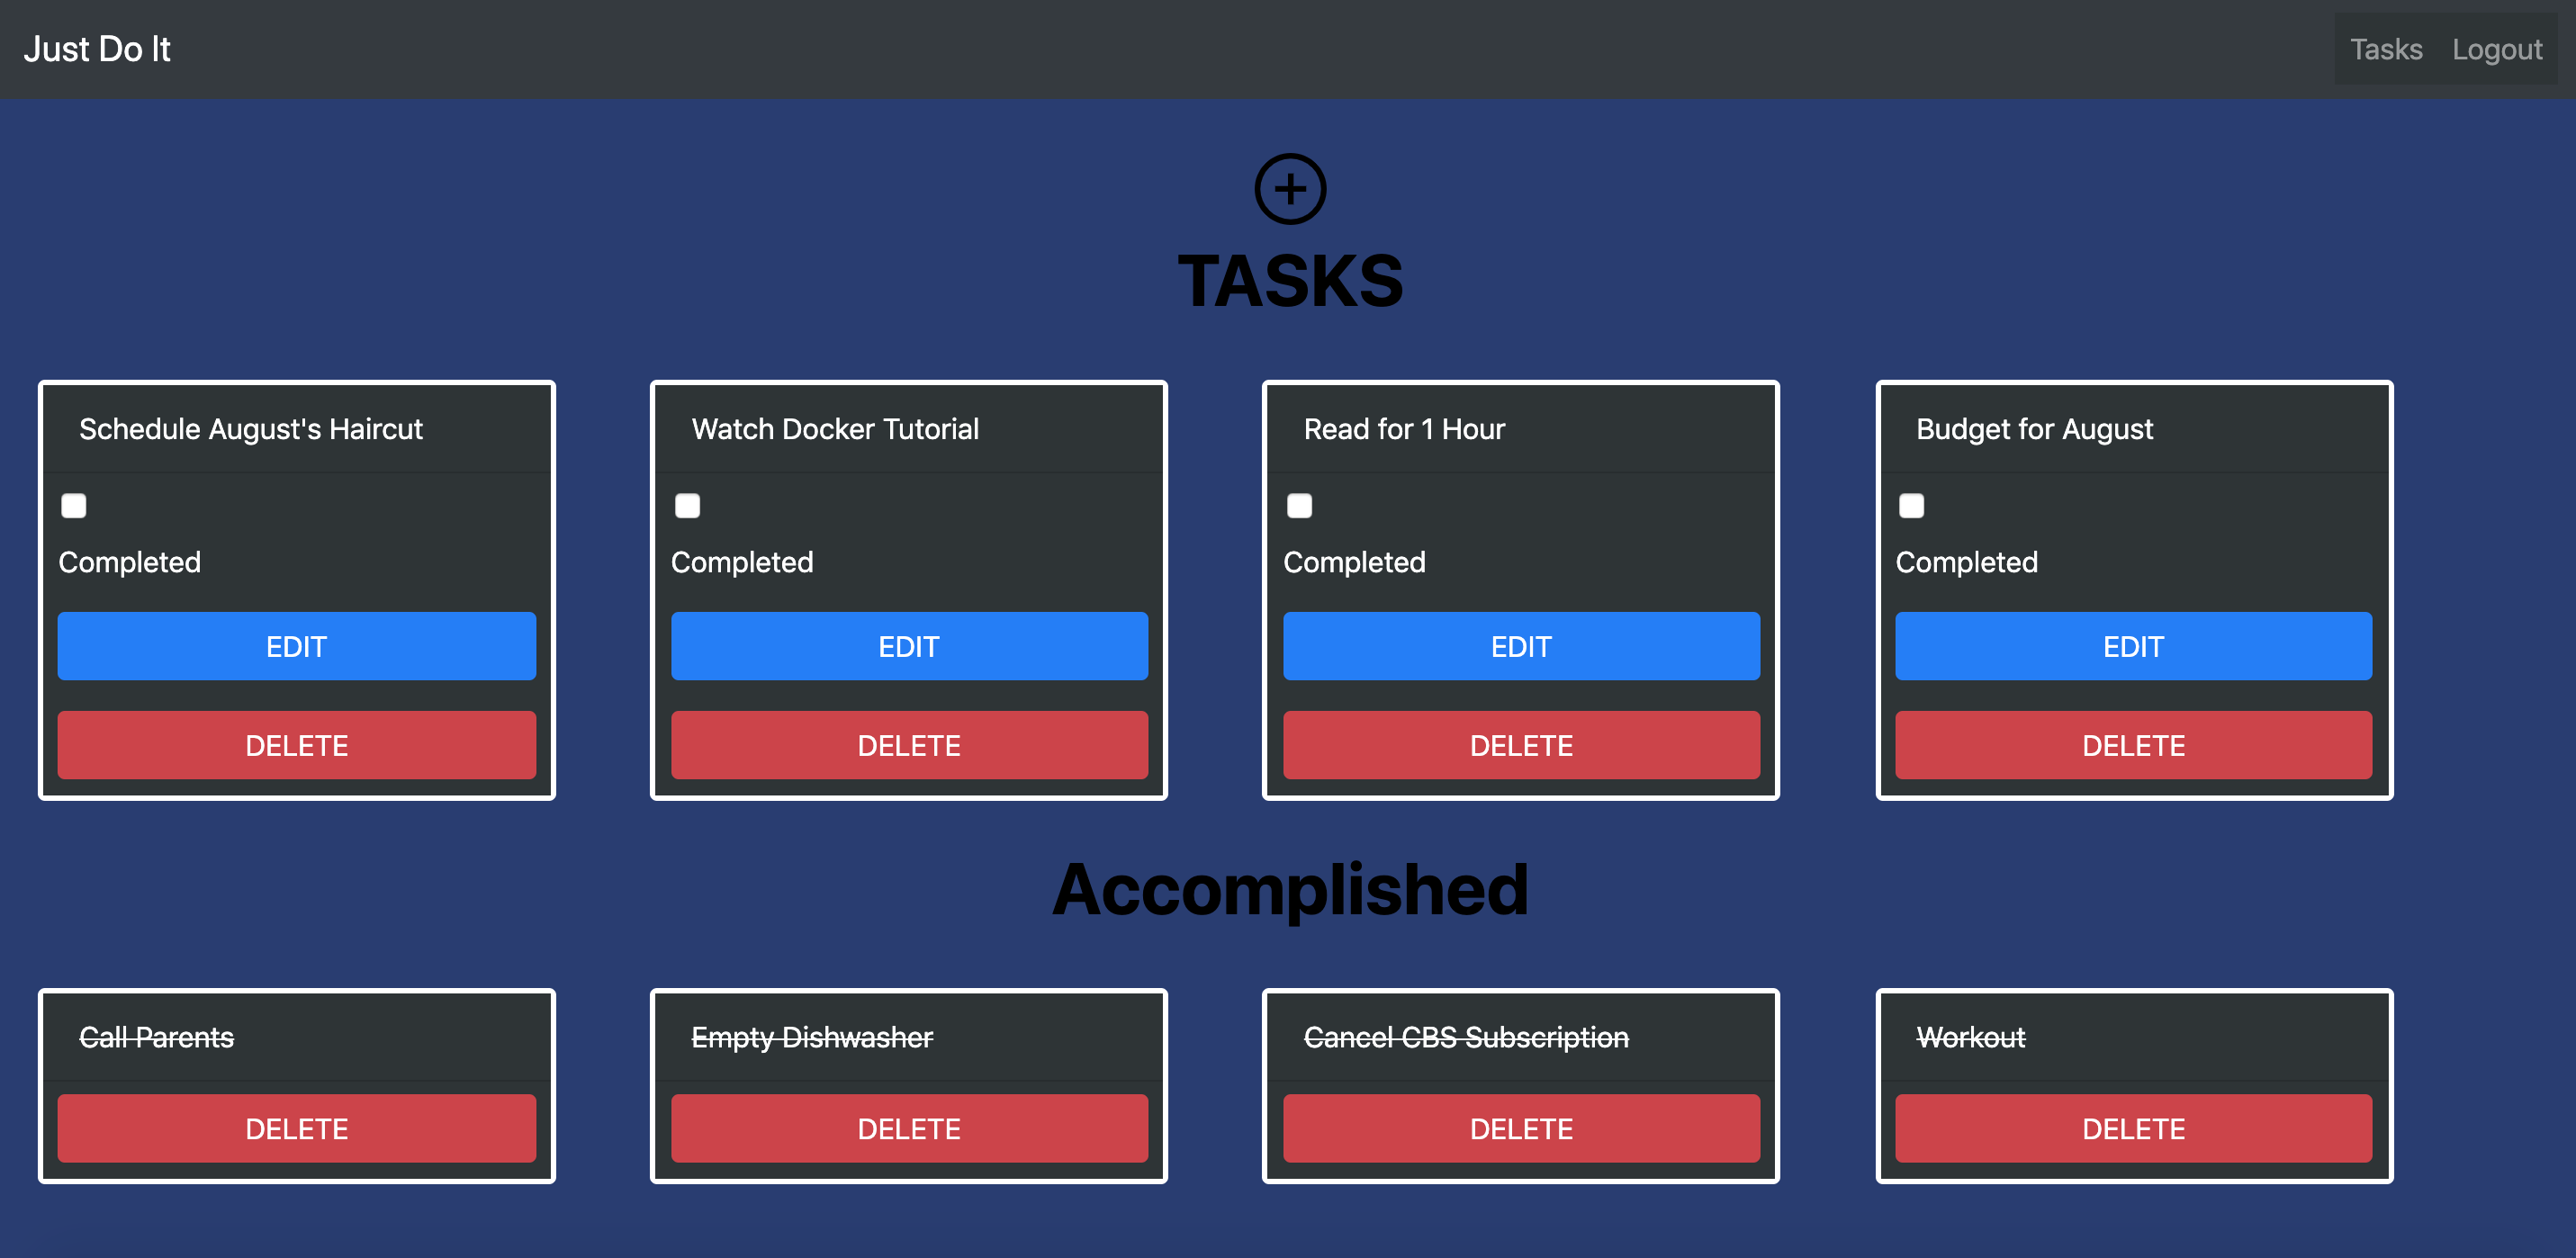 Just Do It
Tasks Logout
TASKS
Schedule August's Haircut
Completed
EDIT
DELETE
Watch Docker Tutorial
Completed
EDIT
DELETE
Read for 1 Hour
Completed
EDIT
DELETE
Budget for August
Completed
EDIT
DELETE
Accomplished
Call Parents
DELETE
Empty Dishwasher
DELETE
Cancel CBS Subscription
DELETE
Workout
DELETE